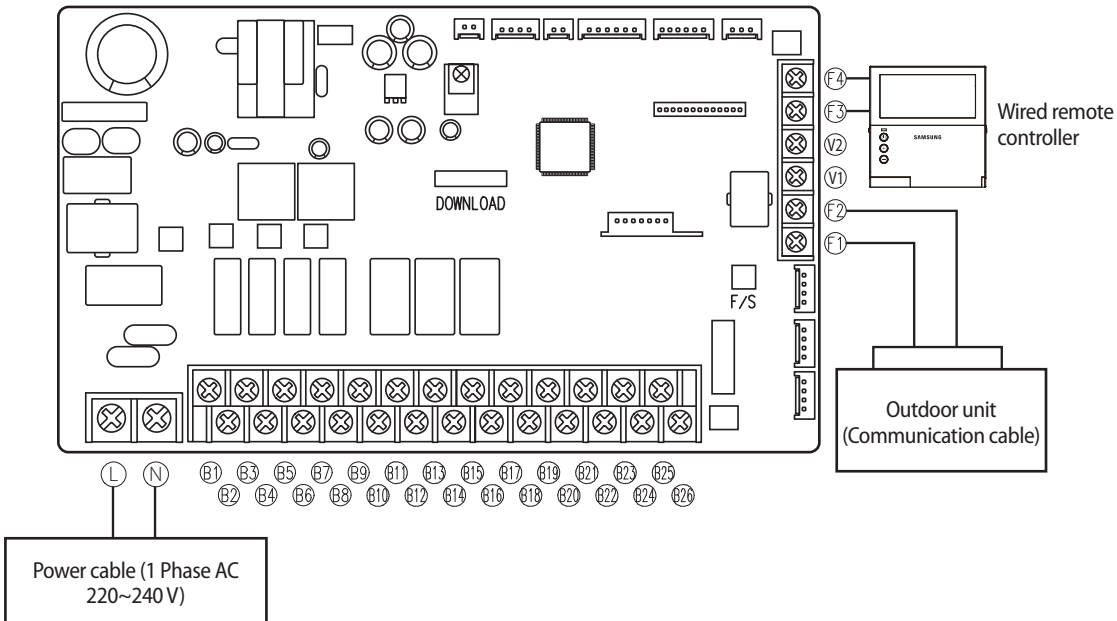 F4
F3
V2
V1
F2
F1
Wired remote
controller
SAMSUNG
DOWNLOAD
F/S
Outdoor unit
(Communication cable)
L N B1 B3 B5 B7 B9 B11 B13 B15 B17 B19 B21 B23 B25
B2 B4 B6 B8 B10 B12 B14 B16 B18 B20 B22 B24 B26
Power cable (1 Phase AC
220~240 V)